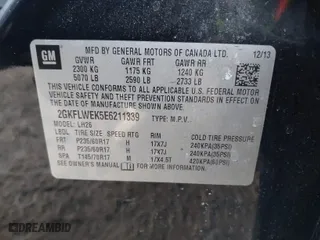 GM
MFD BY GENERAL MOTORS OF CANADA LTD. 12/13
GVWR GAWR FRT GAWR RR
2300 KG 1175 KG 1240 KG
5070 LB 2590 LB 2733 LB
THIS VEHICLE CONFORMS TO ALL APPLICABLE U.S. FEDERAL MOTOR
VEHICLE SAFETY AND THEFT PREVENTION STANDARDS IN EFFECT ON
THE DATE OF MANUFACTURE SHOWN ABOVE.
2GKFLWEK5E6211339 TYPE: M.P.V.
MODEL: LH26
TIRE SIZE SPEED RTG RIM COLD TIRE PRESSURE
FRT P235/60R17 17X7J 240KPA(35PSI)
RR P235/60R17 17X7J 240KPA(35PSI)
SPA T145/70R17 17X4.5T 420KPA(60PSI)
SEE OWNER'S MANUAL FOR ADDITIONAL INFORMATION.